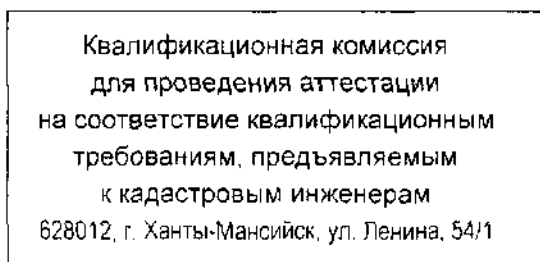 Квалификационная комиссия
для проведения аттестации
на соответствие квалификационным
требованиям, предъявляемым
к кадастровым инженерам
628012, г. Ханты-Мансийск, ул. Ленина, 54/1